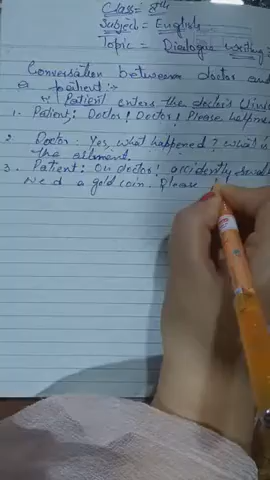 Class = 8th
Subject = English
Topic = Dialogue writing
Conversation between doctor and
a patient :-
* Patient enters the doctor's clinic
1. Patient: Doctor! Doctor! Please help me
2. Doctor: Yes, what happened? What is
the ailment.
3. Patient: Oh doctor! accidently swal
wed a gold coin. Please